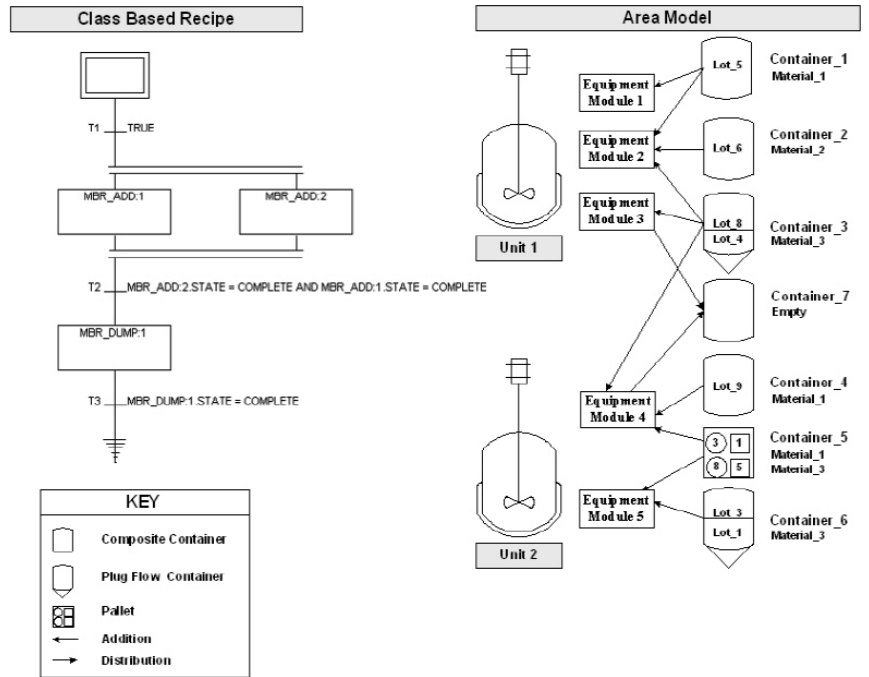 Class Based Recipe
T1
TRUE
MBR_ADD:1
MBR_ADD:2
T2
MBR_ADD:2.STATE = COMPLETE AND MBR_ADD:1.STATE = COMPLETE
MBR_DUMP:1
T3
MBR_DUMP:1.STATE = COMPLETE
KEY
Composite Container
Plug Flow Container
Pallet
Addition
Distribution
Area Model
Unit 1
Equipment
Module 1
Equipment
Module 2
Equipment
Module 3
Lot_5
Container_1
Material_1
Lot_6
Container_2
Material_2
Lot_8
Lot_4
Container_3
Material_3
Container_7
Empty
Unit 2
Equipment
Module 4
Equipment
Module 5
Lot_9
Container_4
Material_1
3 1
8 5
Container_5
Material_1
Material_3
Lot_3
Lot_1
Container_6
Material_3